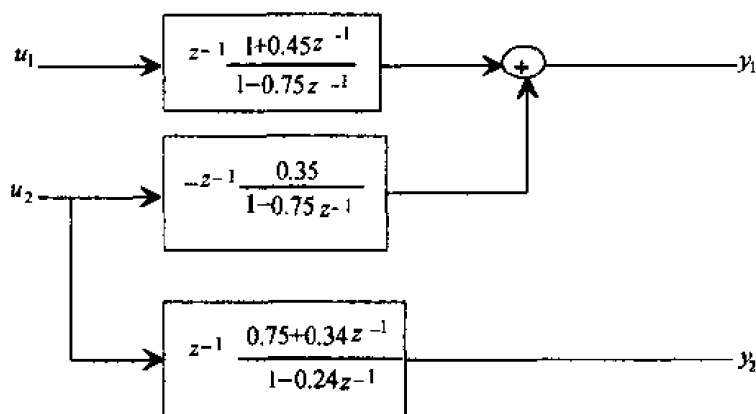 u₁
z⁻¹ 1+0.45z⁻¹ / 1−0.75z⁻¹
+
y₁
u₂
−z⁻¹ 0.35 / 1−0.75z⁻¹
z⁻¹ 0.75+0.34z⁻¹ / 1−0.24z⁻¹
y₂